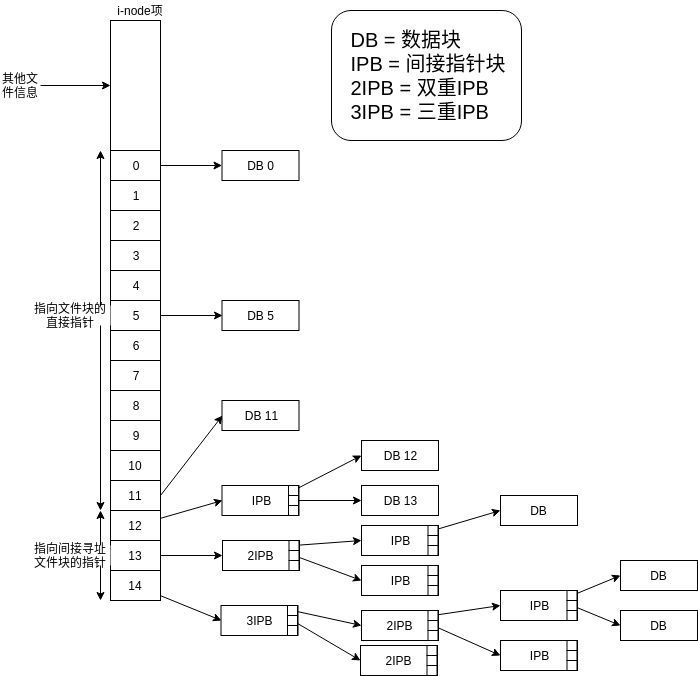 i-node项
DB = 数据块
IPB = 间接指针块
2IPB = 双重IPB
3IPB = 三重IPB
其他文
件信息
0
DB 0
1
2
3
4
指向文件块的
直接指针
5
DB 5
6
7
8
DB 11
9
10
DB 12
11
IPB
DB 13
12
DB
IPB
指向间接寻址
文件块的指针
13
2IPB
IPB
14
DB
IPB
3IPB
2IPB
DB
2IPB
IPB